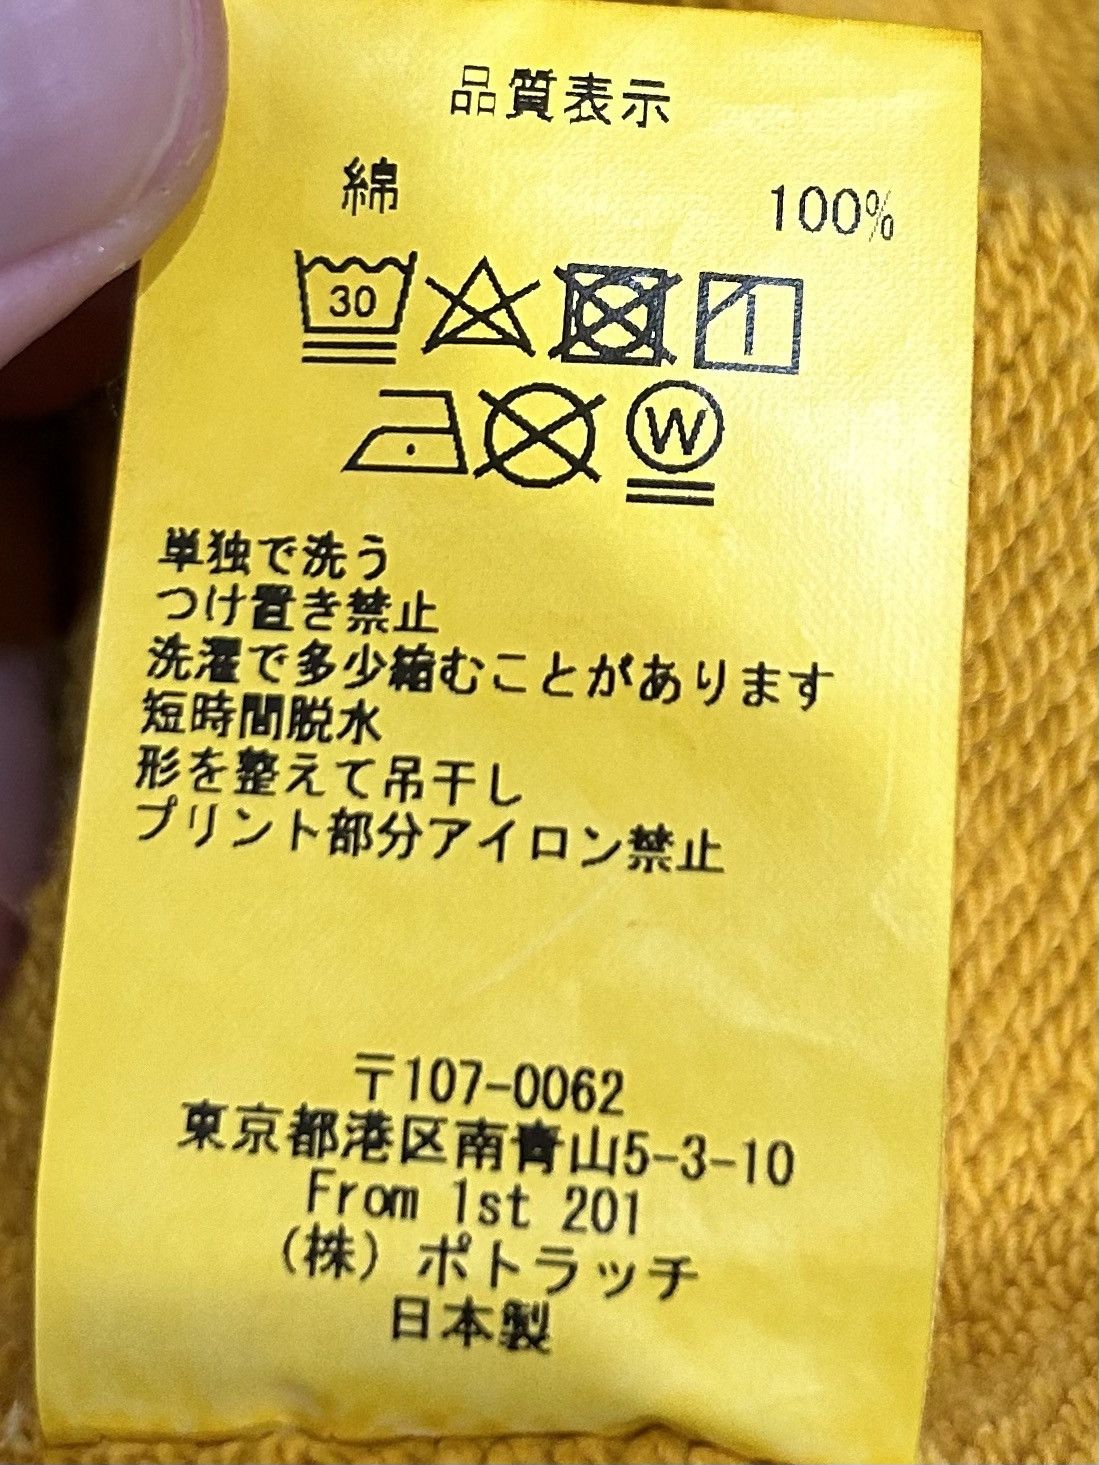 品質表示
綿 100%
30
W
単独で洗う
つけ置き禁止
洗濯で多少縮むことがあります
短時間脱水
形を整えて吊干し
プリント部分アイロン禁止
〒107-0062
東京都港区南青山5-3-10
From 1st 201
(株) ポトラッチ
日本製